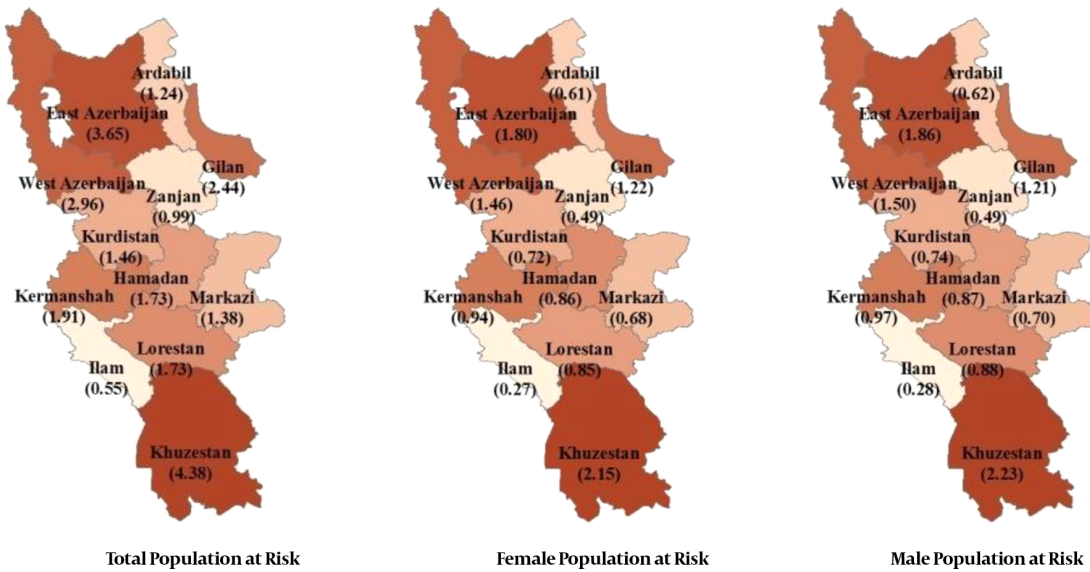 Ardabil
(1.24)
East Azerbaijan
(3.65)
Gilan
(2.44)
West Azerbaijan
(2.96)
Zanjan
(0.99)
Kurdistan
(1.46)
Hamadan
(1.73)
Kermanshah
(1.91)
Markazi
(1.38)
Lorestan
(1.73)
Ilam
(0.55)
Khuzestan
(4.38)
Total Population at Risk
Ardabil
(0.61)
East Azerbaijan
(1.80)
Gilan
(1.22)
West Azerbaijan
(1.46)
Zanjan
(0.49)
Kurdistan
(0.72)
Hamadan
(0.86)
Kermanshah
(0.94)
Markazi
(0.68)
Lorestan
(0.85)
Ilam
(0.27)
Khuzestan
(2.15)
Female Population at Risk
Ardabil
(0.62)
East Azerbaijan
(1.86)
Gilan
(1.21)
West Azerbaijan
(1.50)
Zanjan
(0.49)
Kurdistan
(0.74)
Hamadan
(0.87)
Kermanshah
(0.97)
Markazi
(0.70)
Lorestan
(0.88)
Ilam
(0.28)
Khuzestan
(2.23)
Male Population at Risk